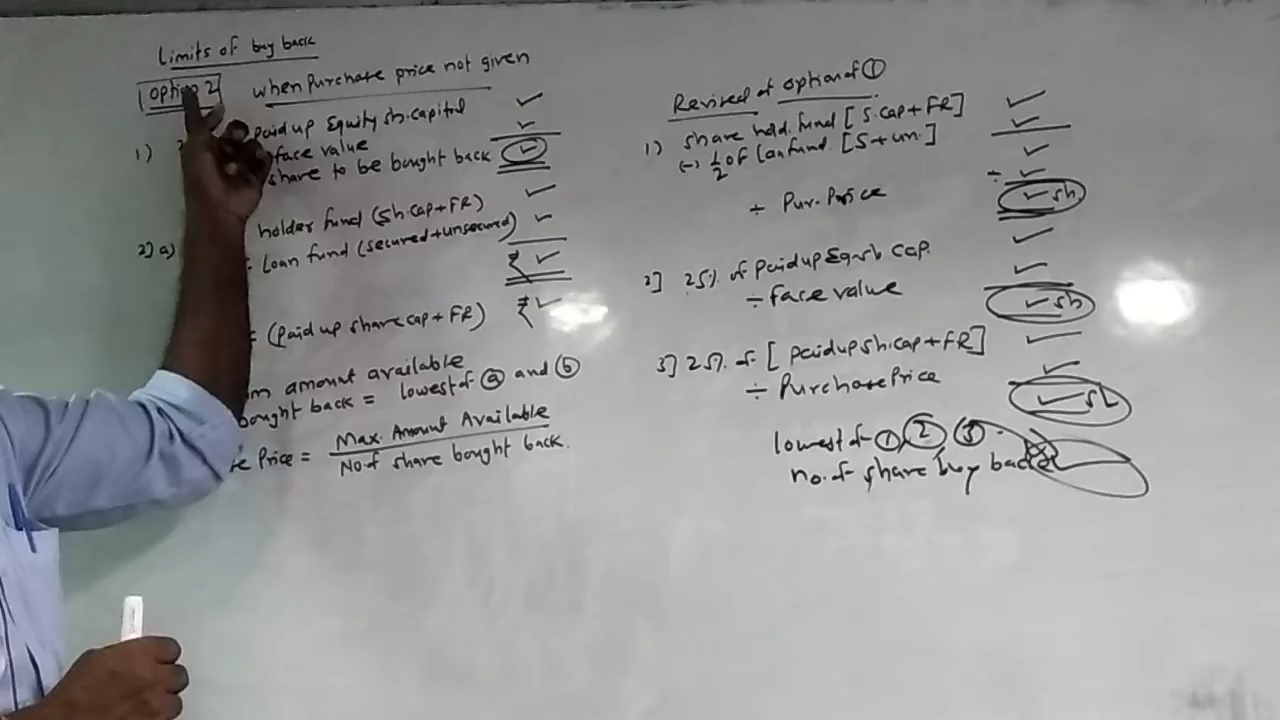 Limits of buy back
Option 2 when Purchase price not given
1) paid up Equity sh. capital ✓
face value ✓
share to be bought back ✓
2) a) holder fund (sh. cap + FR) ✓
Loan fund (secured + unsecured) ✓
₹ ✓
(Paid up share cap + FR) ₹ ✓
amount available
bought back = lowest of ⓐ and ⓑ
Price = Max. Amount Available
No. of share bought back.
Revised of option of ①
1) share hold. fund [S. cap + FR] ✓
(-) 1/2 of Loan fund [S + un.] ✓
✓
÷ Pur. Price ÷ ✓
✓ sh
2] 25% of Paid up Eq. sh cap. ✓
÷ face value ✓
✓ sh
3] 25% of [paid up sh. cap + FR] ✓
÷ Purchase Price ✓
✓ sh
lowest of ① ② ③
no. of share buy back